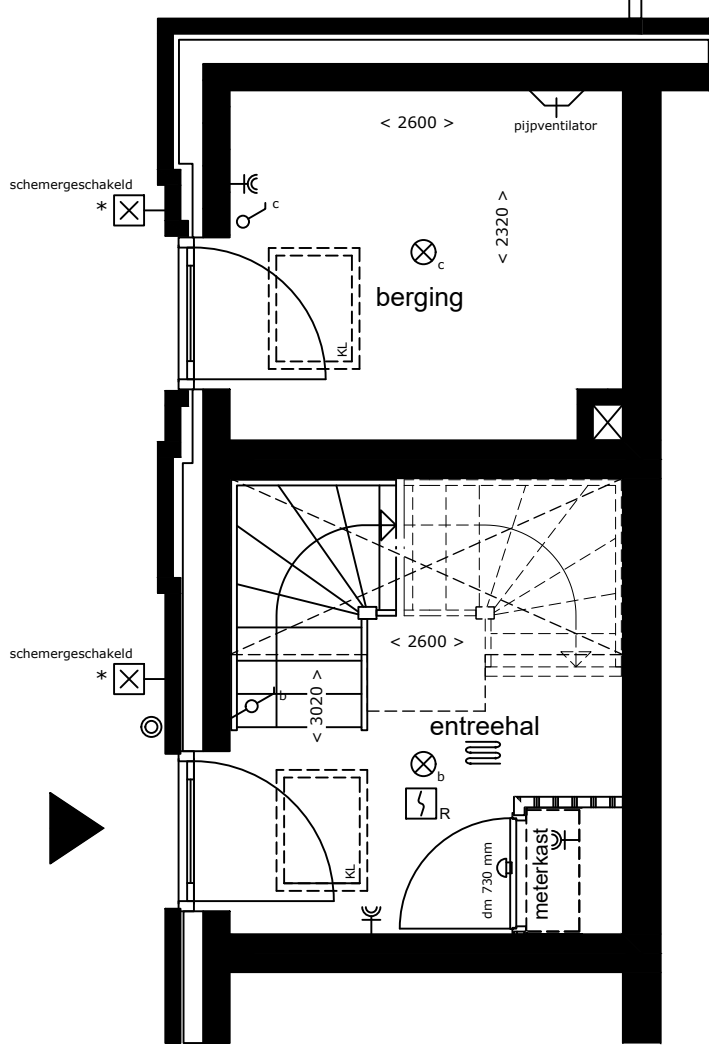 < 2600 >
pijpventilator
schemergeschakeld
*
c
< 2320 >
c
berging
KL
schemergeschakeld
*
< 2600 >
b
< 3020 >
entreehal
b
R
KL
dm 730 mm
meterkast